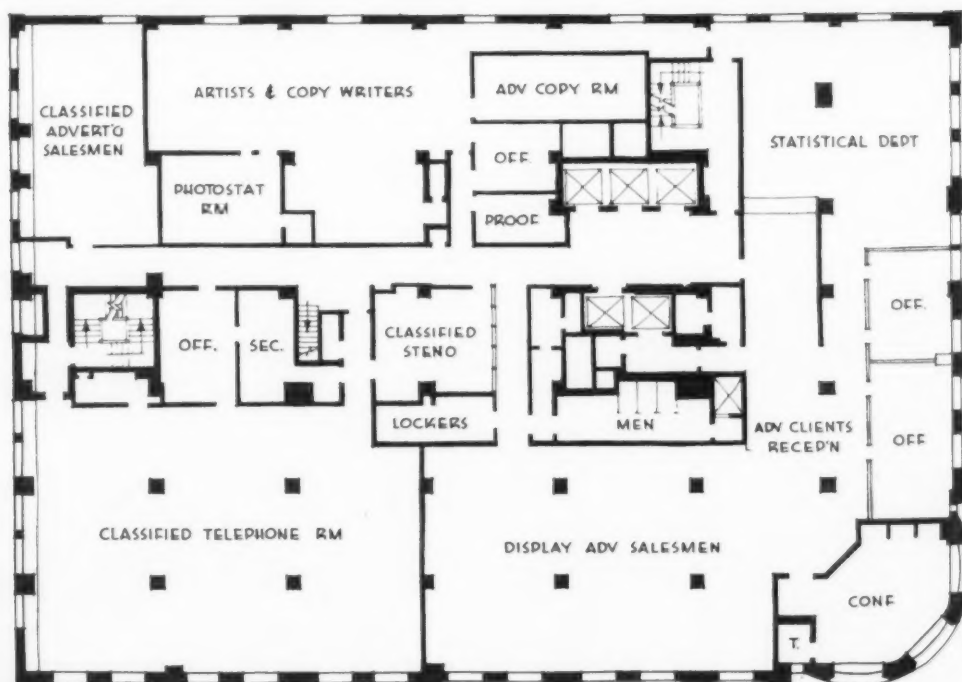 ARTISTS & COPY WRITERS
ADV COPY RM
CLASSIFIED
ADVERT'G
SALESMEN
STATISTICAL DEPT
OFF.
PHOTOSTAT
RM
PROOF
OFF.
OFF.
SEC.
CLASSIFIED
STENO
LOCKERS
MEN
ADV CLIENTS
RECEP'N
OFF
CLASSIFIED TELEPHONE RM
DISPLAY ADV SALESMEN
CONF
T.